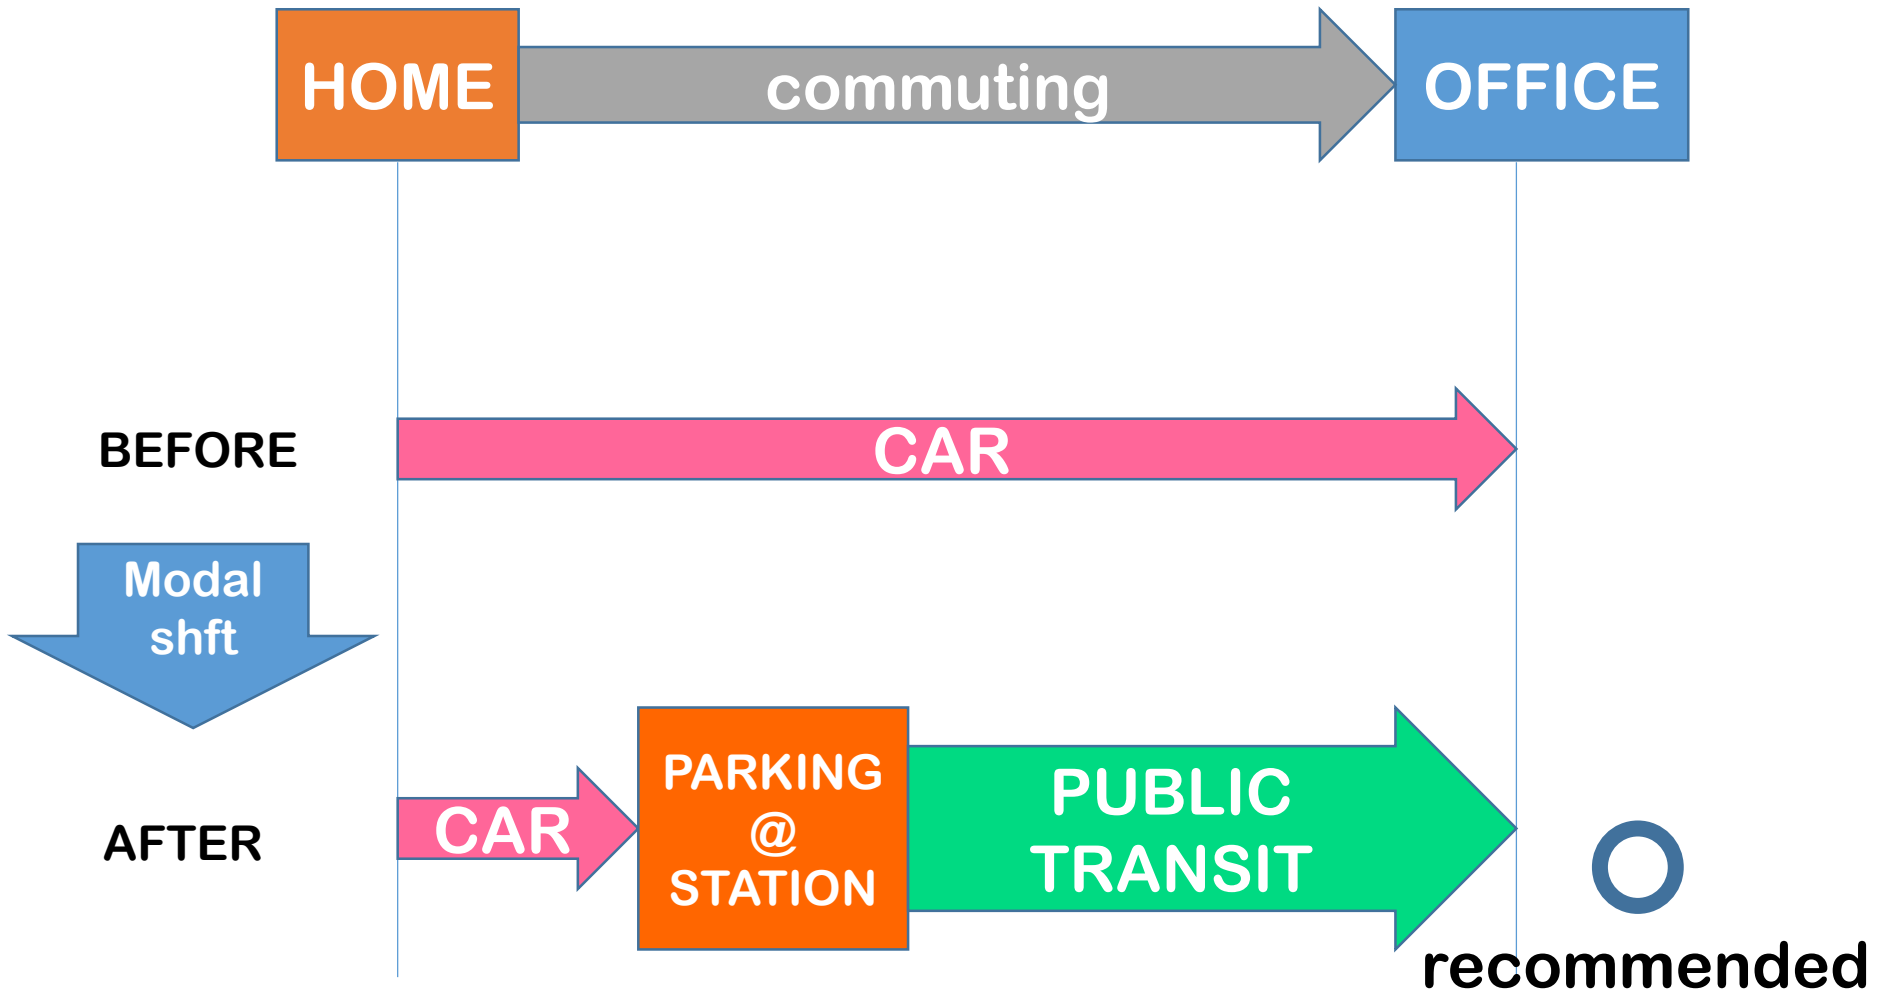 HOME
commuting
OFFICE
BEFORE
CAR
Modal
shft
AFTER
CAR
PARKING
@
STATION
PUBLIC
TRANSIT
recommended